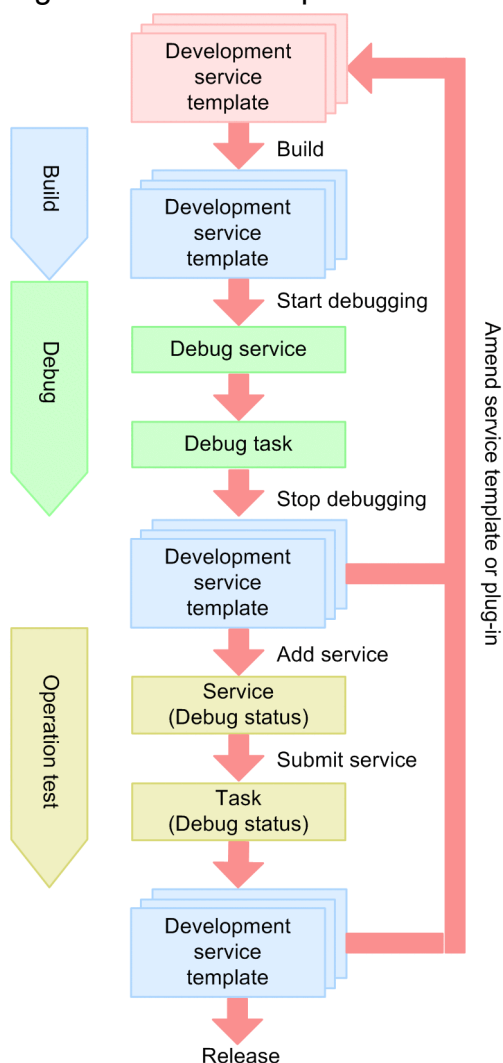 Development
service
template
Build
Build
Development
service
template
Start debugging
Debug
Debug service
Debug task
Stop debugging
Amend service template or plug-in
Development
service
template
Add service
Operation test
Service
(Debug status)
Submit service
Task
(Debug status)
Development
service
template
Release